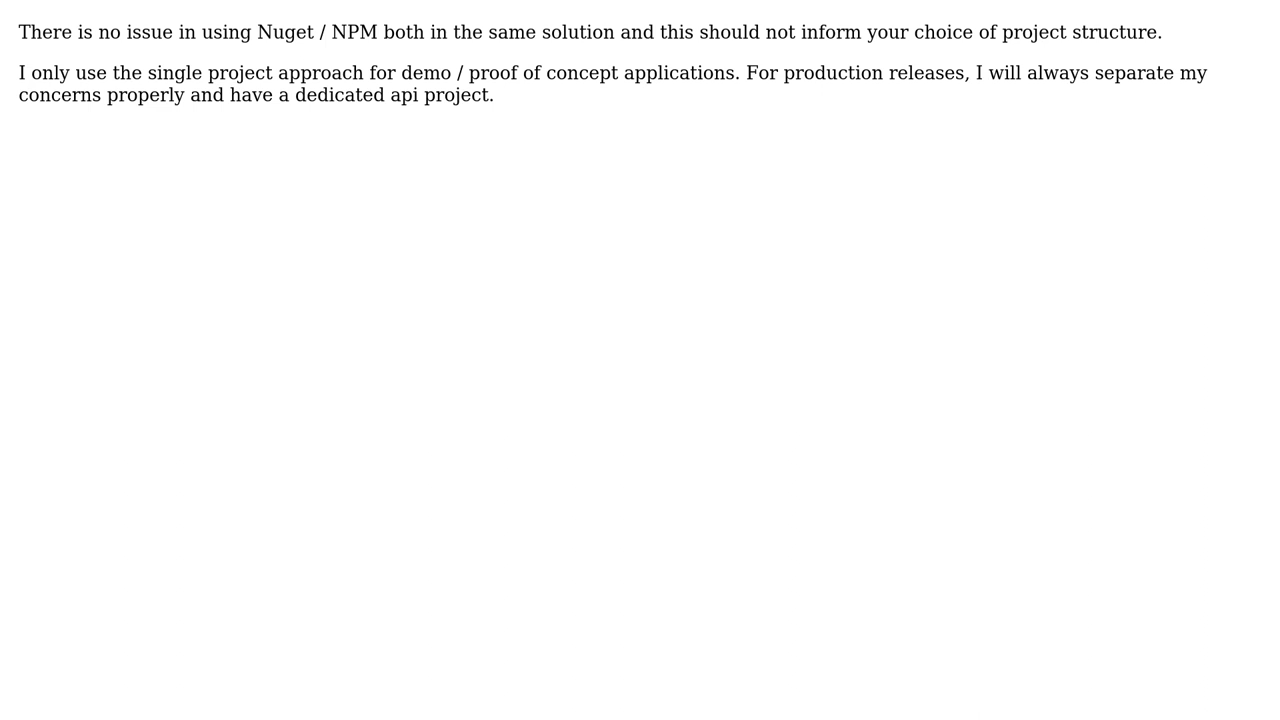 There is no issue in using Nuget / NPM both in the same solution and this should not inform your choice of project structure.
I only use the single project approach for demo / proof of concept applications. For production releases, I will always separate my
concerns properly and have a dedicated api project.